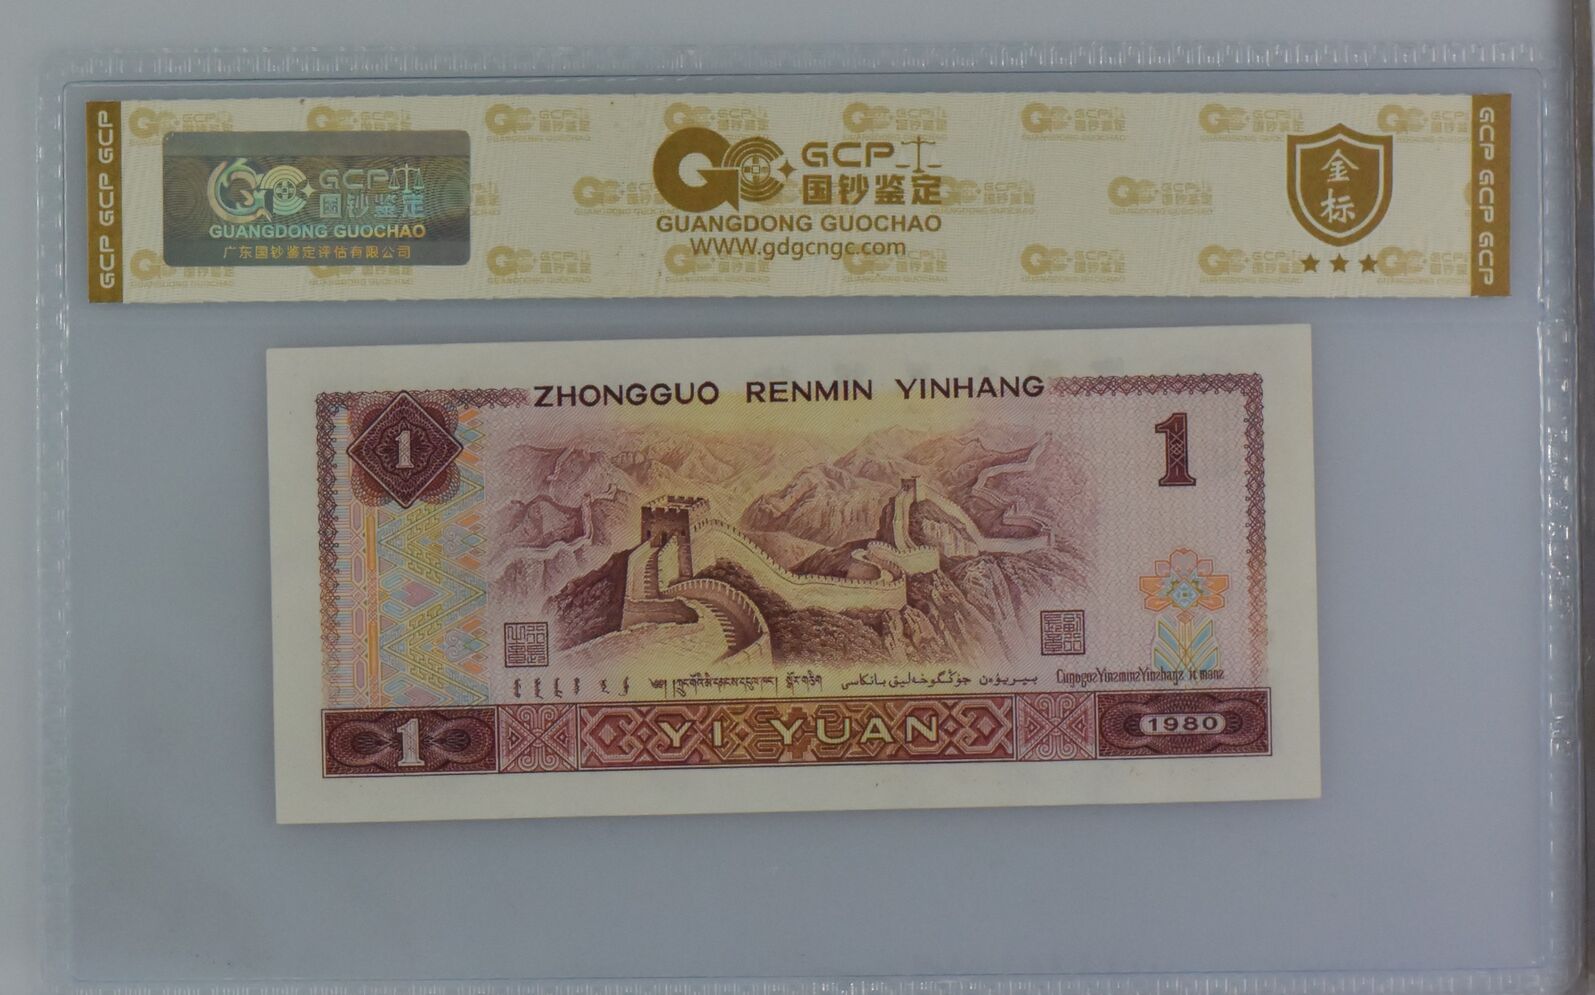 GCP GCP GCP
GCP 国钞鉴定
GUANGDONG GUOCHAO
广东国钞鉴定评估有限公司
GCP
国钞鉴定
GUANGDONG GUOCHAO
WWW.gdgcngc.com
金标
GCP GCP GCP
ZHONGGUO RENMIN YINHANG
1
1
1 YI YUAN 1980